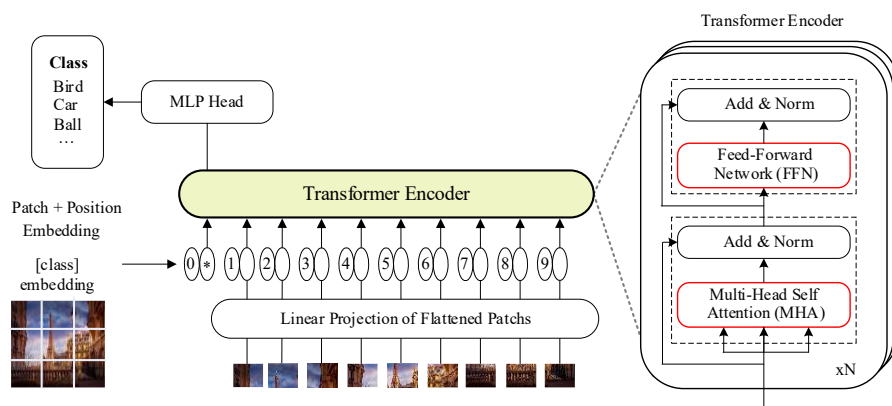 Transformer Encoder
Class
Bird
Car
Ball
...
MLP Head
Add & Norm
Feed-Forward
Network (FFN)
Transformer Encoder
Patch + Position
Embedding
Add & Norm
[class]
embedding
0 * 1 2 3 4 5 6 7 8 9
Multi-Head Self
Attention (MHA)
Linear Projection of Flattened Patchs
xN